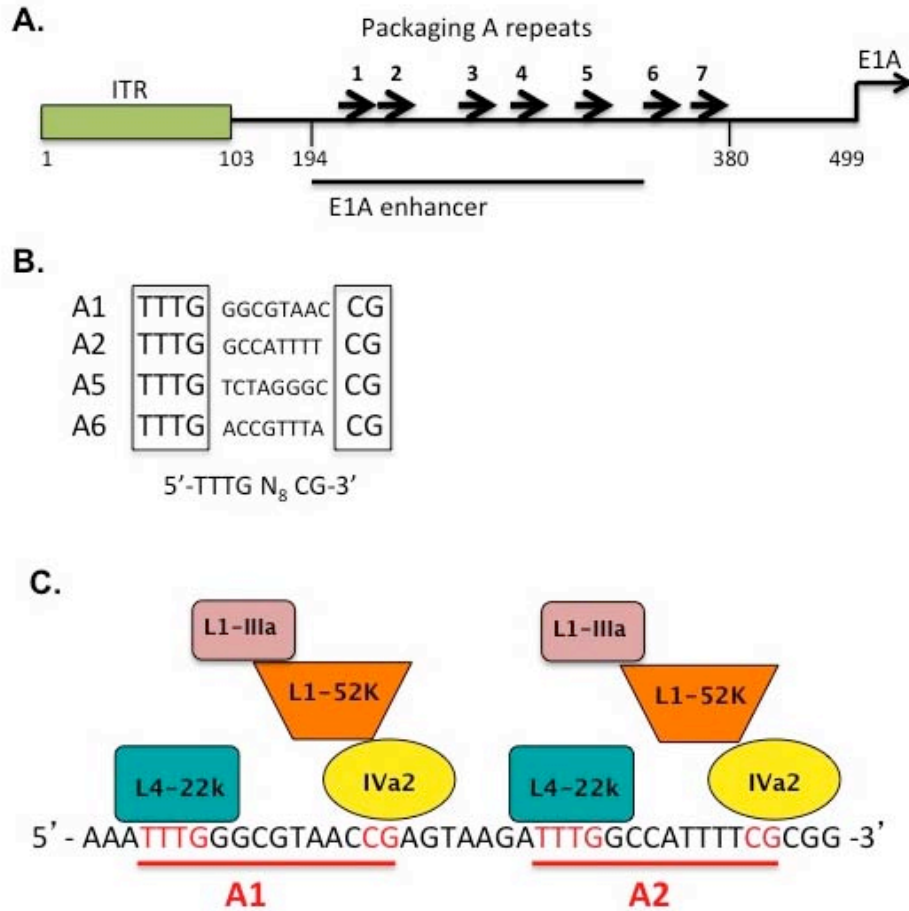 A.
Packaging A repeats
E1A
ITR
1 2 3 4 5 6 7
1 103 194 380 499
E1A enhancer
B.
A1 TTTG GGCGTAAC CG
A2 TTTG GCCATTTT CG
A5 TTTG TCTAGGGC CG
A6 TTTG ACCGTTTA CG
5'-TTTG N₈ CG-3'
C.
L1-IIIa L1-IIIa
L1-52K L1-52K
L4-22k IVa2 L4-22k IVa2
5' - AAATTTGGGCGTAACCGAGTAAGATTTGGCCATTTTCGCGG -3'
A1 A2